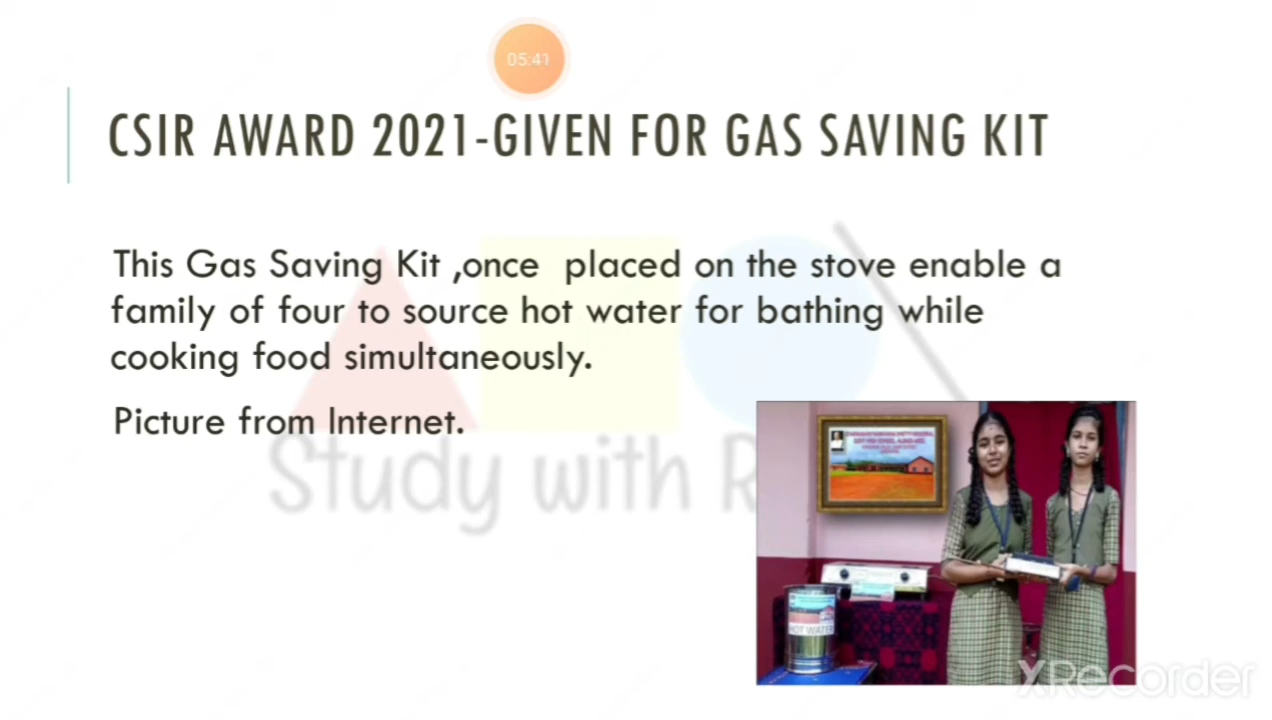 05:41
CSIR AWARD 2021-GIVEN FOR GAS SAVING KIT
This Gas Saving Kit ,once placed on the stove enable a
family of four to source hot water for bathing while
cooking food simultaneously.
Picture from Internet.
Study with R
HOT WATER
XRecorder